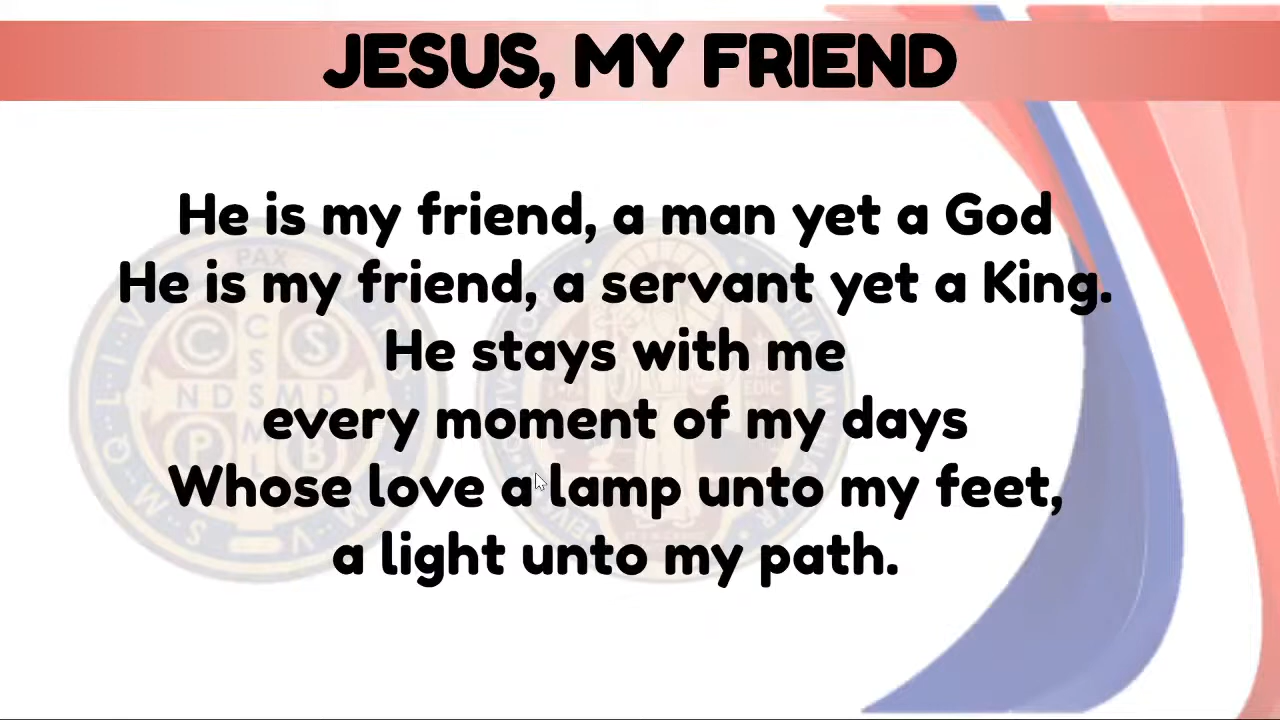 JESUS, MY FRIEND
He is my friend, a man yet a God
He is my friend, a servant yet a King.
He stays with me
every moment of my days
Whose love a lamp unto my feet,
a light unto my path.
PAX
C S
C
S
S
N D S M D
P B